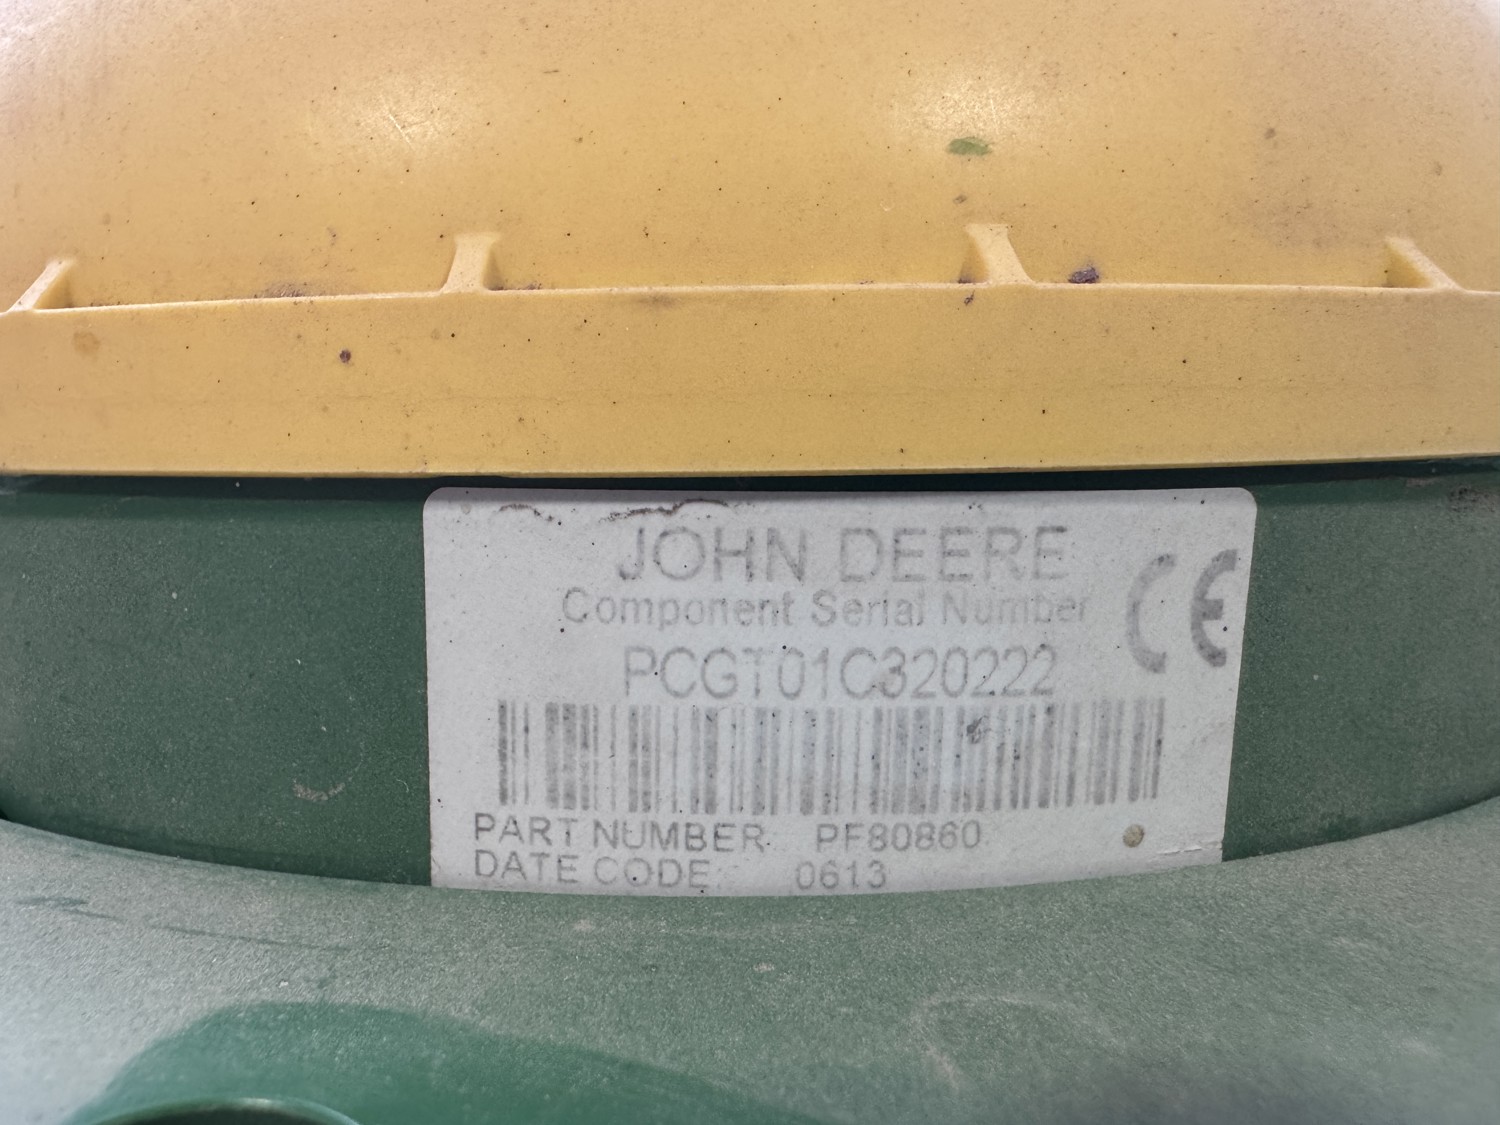 JOHN DEERE
Component Serial Number
CE
PCGT01C320222
PART NUMBER: PF80860
DATE CODE: 0613